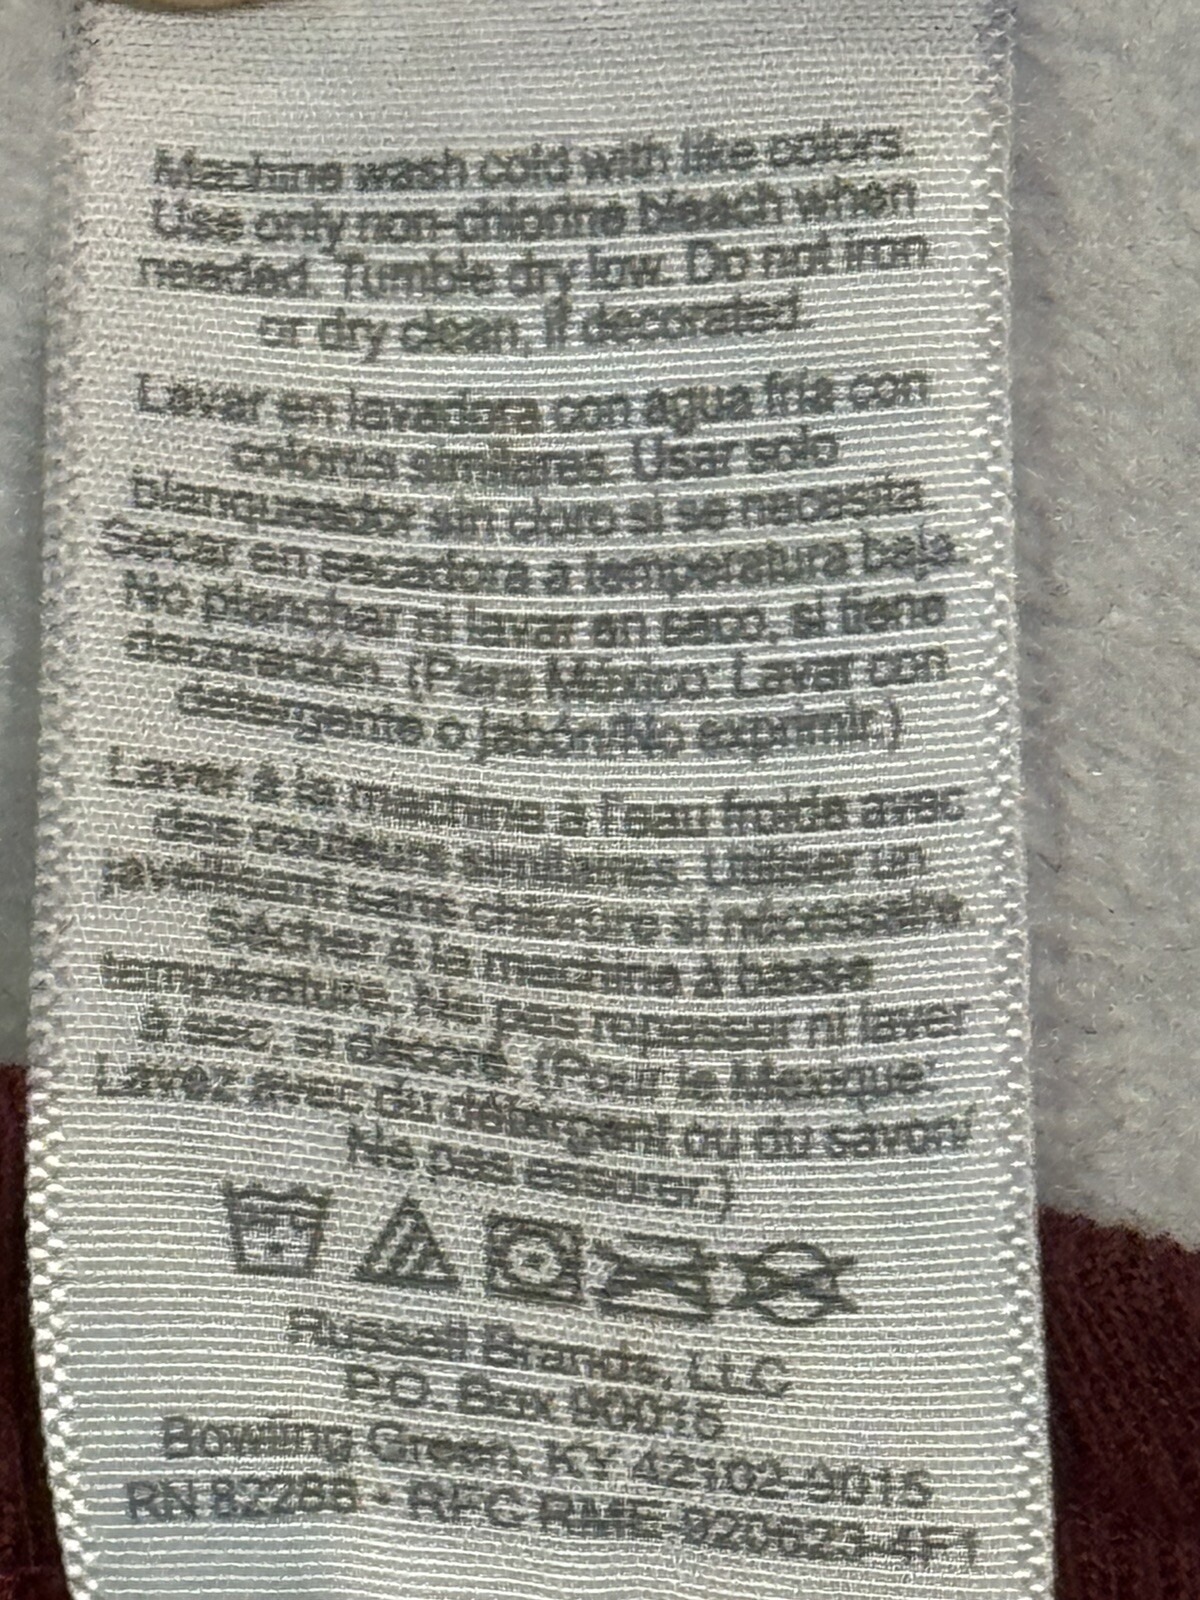 Machine wash cold with like colors
Use only non-chlorine bleach when
needed. Tumble dry low. Do not iron
or dry clean, if decorated.
Lavar en lavadora con agua fria con
colores similares. Usar solo
blanqueador sin cloro si se necesita
Secar en secadora a temperatura baja
No planchar ni lavar en seco, si tiene
decoración. (Para México: Lavar con
detergente o jabón/No exprimir.)
Laver à la machine à l'eau froide avec
des couleurs similaires. Utiliser un
javellisant sans chlore si nécessaire
Sécher à la machine à basse
température. Ne pas repasser ni laver
à sec, si décoré. (Pour le Mexique:
Lavez avec du détergent ou du savon/
Ne pas essorer.)
Russell Brands, LLC
P.O. Box 90015
Bowling Green, KY 42102-9015
RN 82288 - RFC RME-920623-4F1